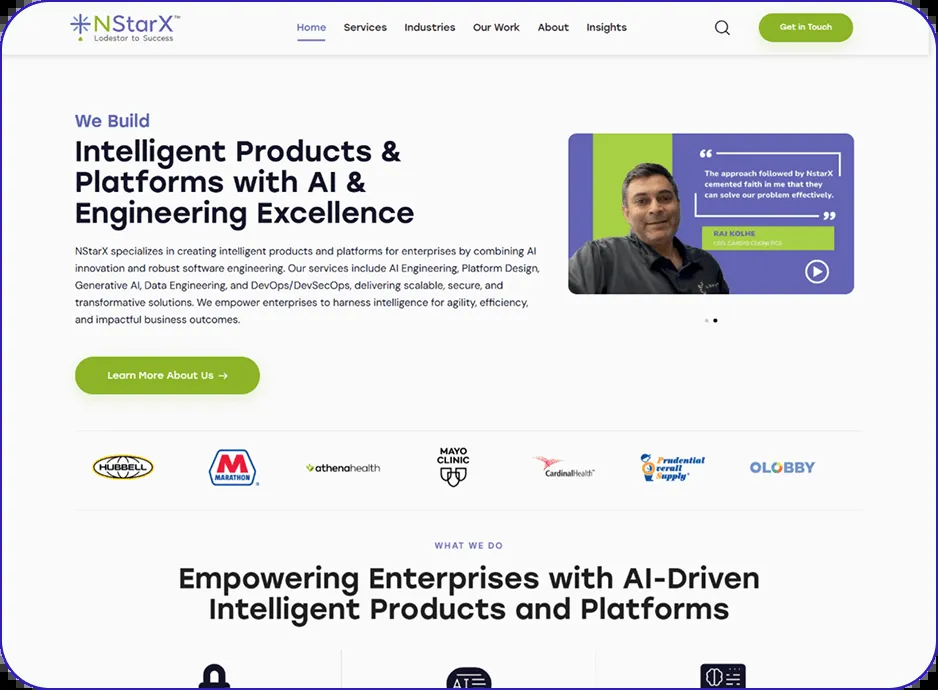 NStarX™
Lodestar to Success
Home Services Industries Our Work About Insights
Get in Touch
We Build
Intelligent Products &
Platforms with AI &
Engineering Excellence
NStarX specializes in creating intelligent products and platforms for enterprises by combining AI
innovation and robust software engineering. Our services include AI Engineering, Platform Design,
Generative AI, Data Engineering, and DevOps/DevSecOps, delivering scalable, secure, and
transformative solutions. We empower enterprises to harness intelligence for agility, efficiency,
and impactful business outcomes.
Learn More About Us →
“
The approach followed by NstarX
cemented faith in me that they
can solve our problem effectively.
”
RAJ KOLHE
HUBBELL
MARATHON
athenahealth
MAYO
CLINIC
CardinalHealth™
Prudential
Overall
Supply
OLOBBY
WHAT WE DO
Empowering Enterprises with AI-Driven
Intelligent Products and Platforms
AI